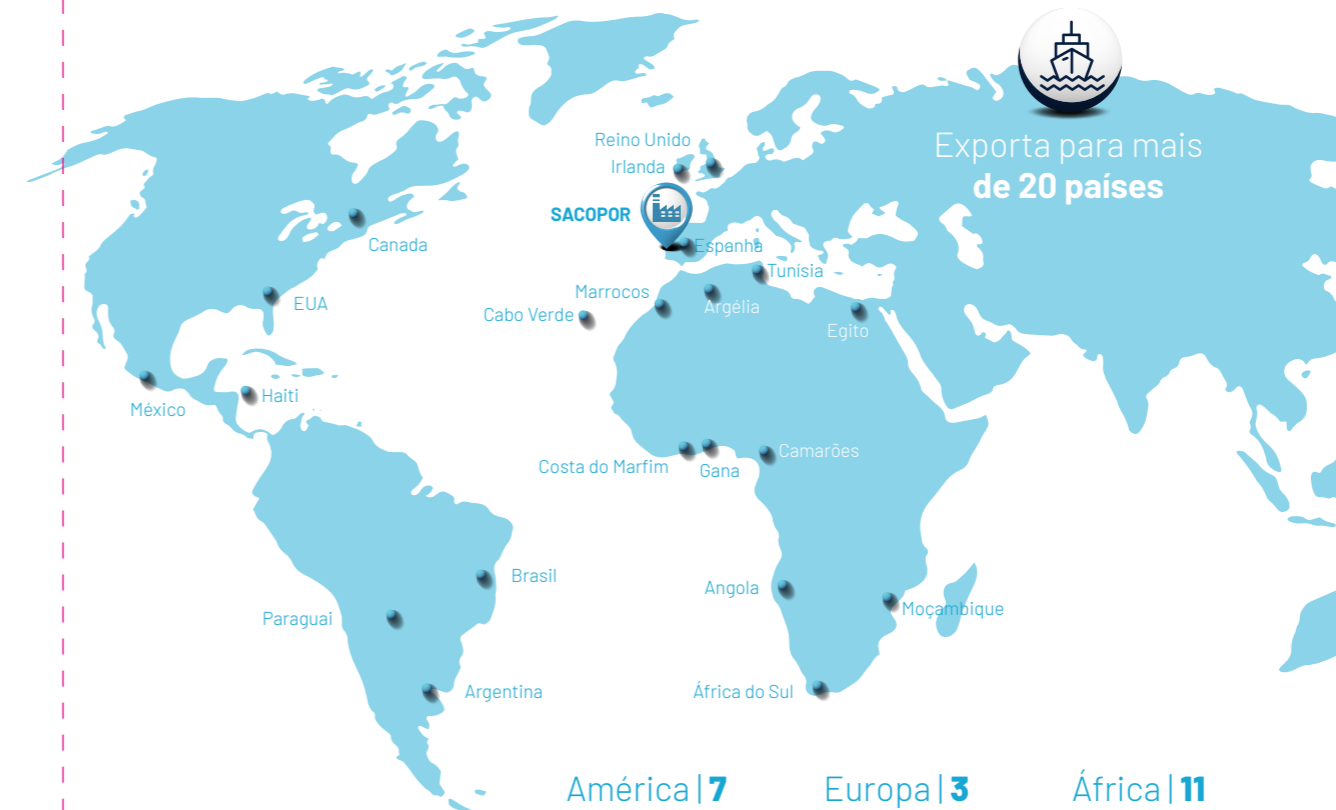 Exporta para mais
de 20 países
Reino Unido
Irlanda
SACOPOR
Espanha
Canada
Tunísia
Marrocos
Argélia
EUA
Cabo Verde
Egito
Haiti
México
Camarões
Costa do Marfim
Gana
Brasil
Angola
Moçambique
Paraguai
Argentina
África do Sul
América | 7
Europa | 3
África | 11